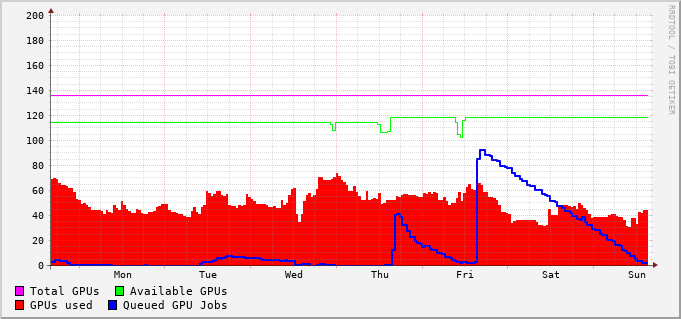 200
180
160
140
120
100
80
60
40
20
0
Mon Tue Wed Thu Fri Sat Sun
Total GPUs Available GPUs
GPUs used Queued GPU Jobs
RRDTOOL / TOBI OETIKER